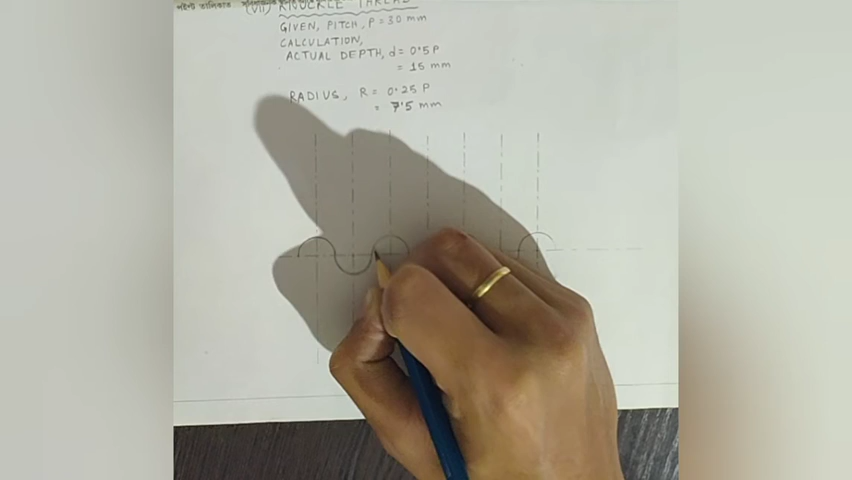 (vii) KNUCKLE THREAD
GIVEN, PITCH, P = 30 mm
CALCULATION,
ACTUAL DEPTH, d = 0.5P
= 15 mm
RADIUS, R = 0.25 P
= 7.5 mm